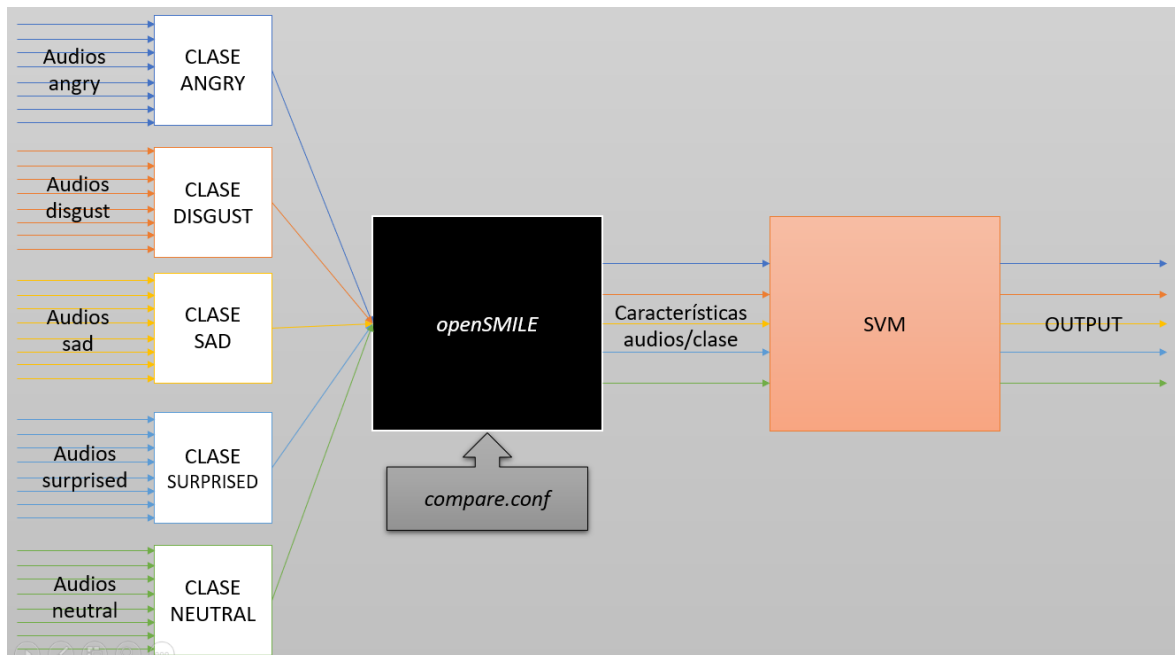 Audios
angry
CLASE
ANGRY
Audios
disgust
CLASE
DISGUST
Audios
sad
CLASE
SAD
Audios
surprised
CLASE
SURPRISED
Audios
neutral
CLASE
NEUTRAL
openSMILE
compare.conf
Características
audios/clase
SVM
OUTPUT